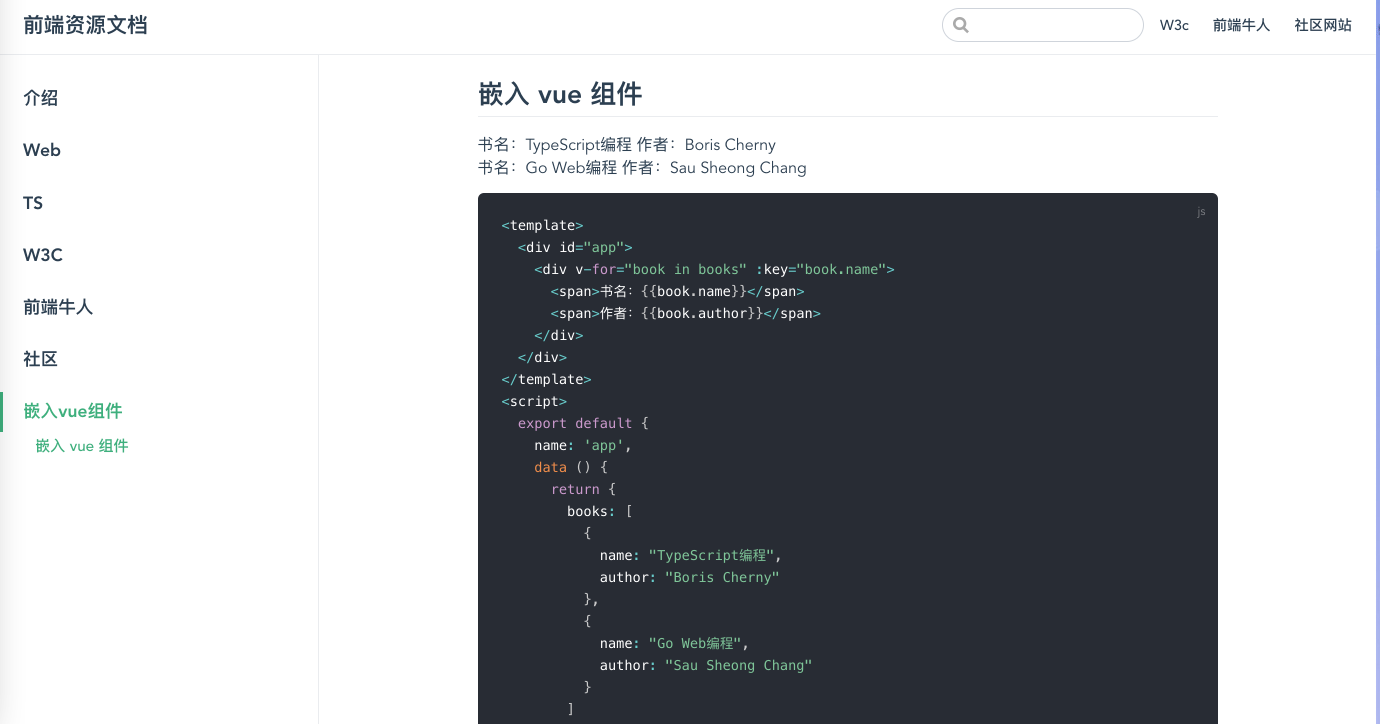 前端资源文档
W3c 前端牛人 社区网站
介绍
Web
TS
W3C
前端牛人
社区
嵌入vue组件
嵌入 vue 组件
嵌入 vue 组件
书名：TypeScript编程 作者：Boris Cherny
书名：Go Web编程 作者：Sau Sheong Chang
js
<template>
  <div id="app">
    <div v-for="book in books" :key="book.name">
      <span>书名：{{book.name}}</span>
      <span>作者：{{book.author}}</span>
    </div>
  </div>
</template>
<script>
  export default {
    name: 'app',
    data () {
      return {
        books: [
          {
            name: "TypeScript编程",
            author: "Boris Cherny"
          },
          {
            name: "Go Web编程",
            author: "Sau Sheong Chang"
          }
        ]